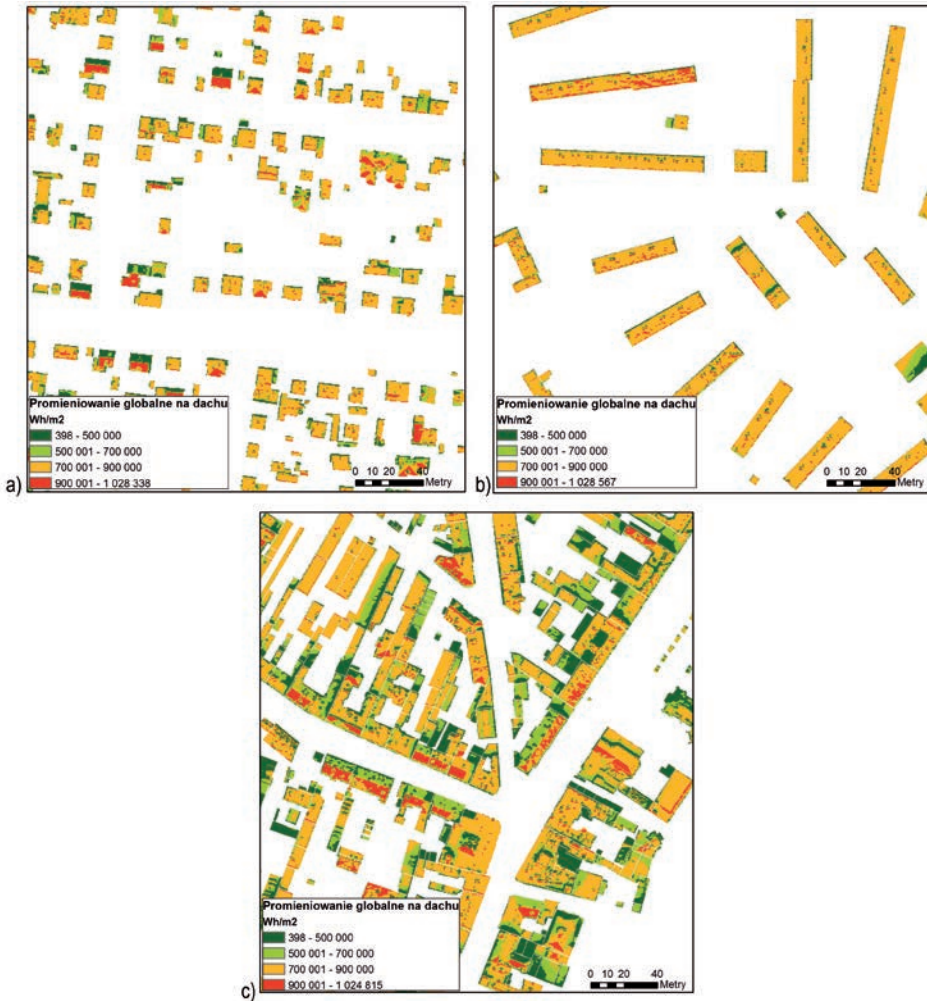 Promieniowanie globalne na dachu
Wh/m2
398 - 500 000
500 001 - 700 000
700 001 - 900 000
900 001 - 1 028 338
0 10 20 40
Metry
a)
Promieniowanie globalne na dachu
Wh/m2
398 - 500 000
500 001 - 700 000
700 001 - 900 000
900 001 - 1 028 567
0 10 20 40
Metry
b)
Promieniowanie globalne na dachu
Wh/m2
398 - 500 000
500 001 - 700 000
700 001 - 900 000
900 001 - 1 024 815
0 10 20 40
Metry
c)